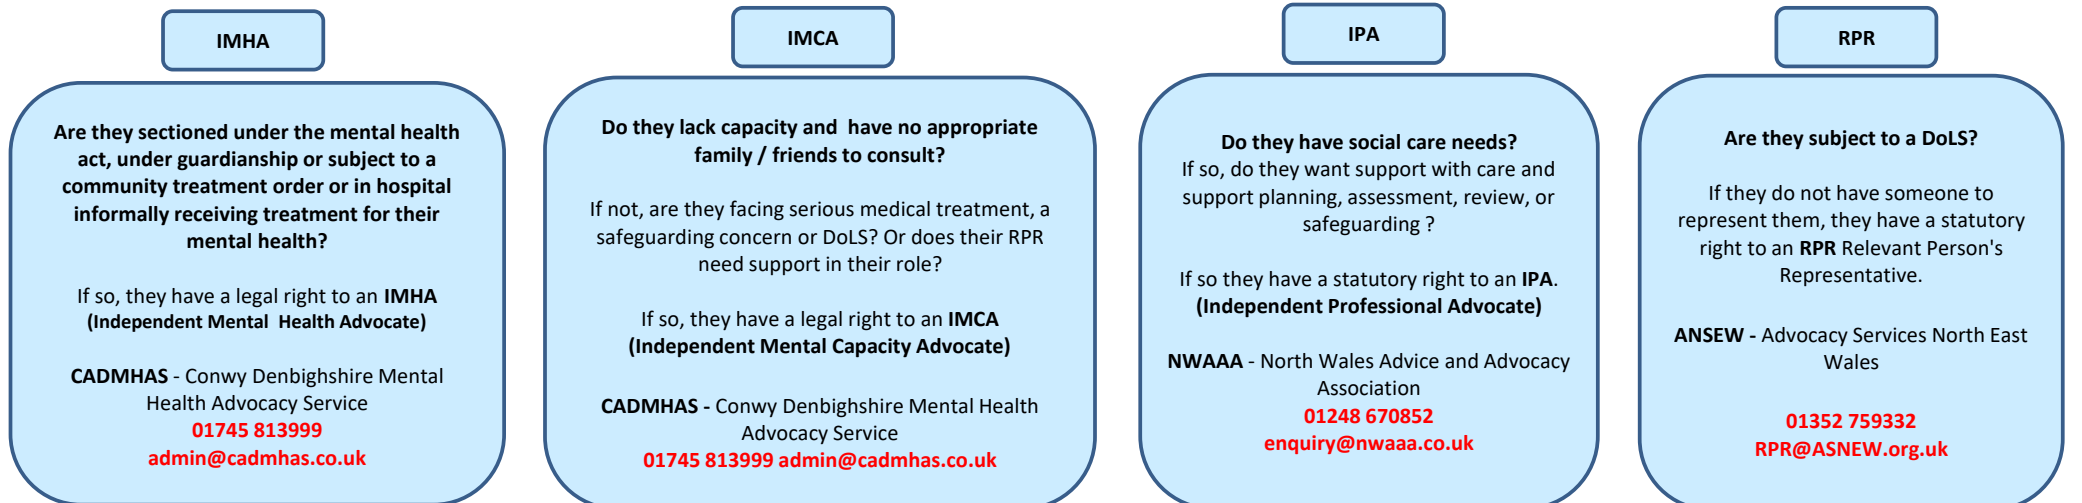 IMHA
Are they sectioned under the mental health
act, under guardianship or subject to a
community treatment order or in hospital
informally receiving treatment for their
mental health?
If so, they have a legal right to an IMHA
(Independent Mental Health Advocate)
CADMHAS - Conwy Denbighshire Mental
Health Advocacy Service
01745 813999
admin@cadmhas.co.uk
IMCA
Do they lack capacity and have no appropriate
family / friends to consult?
If not, are they facing serious medical treatment, a
safeguarding concern or DoLS? Or does their RPR
need support in their role?
If so, they have a legal right to an IMCA
(Independent Mental Capacity Advocate)
CADMHAS - Conwy Denbighshire Mental Health
Advocacy Service
01745 813999 admin@cadmhas.co.uk
IPA
Do they have social care needs?
If so, do they want support with care and
support planning, assessment, review, or
safeguarding ?
If so they have a statutory right to an IPA.
(Independent Professional Advocate)
NWAAA - North Wales Advice and Advocacy
Association
01248 670852
enquiry@nwaaa.co.uk
RPR
Are they subject to a DoLS?
If they do not have someone to
represent them, they have a statutory
right to an RPR Relevant Person's
Representative.
ANSEW - Advocacy Services North East
Wales
01352 759332
RPR@ASNEW.org.uk